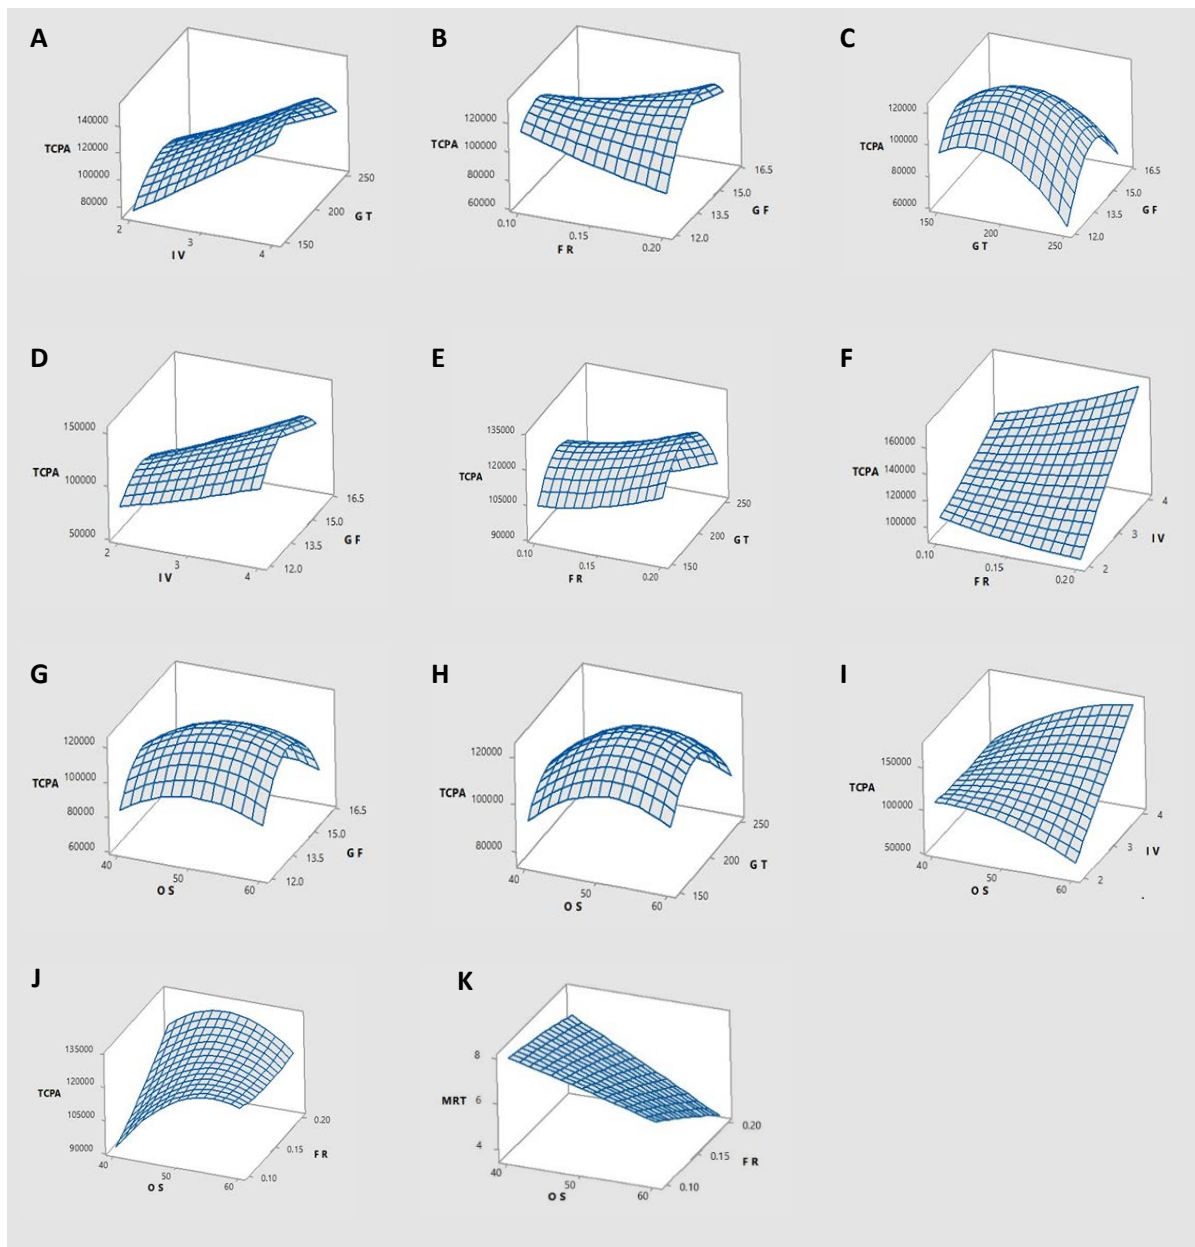 A
140000
120000
TCPA
100000
80000
2
3
4
I V
150
200
250
G T
B
120000
TCPA
100000
80000
60000
0.10
0.15
0.20
F R
12.0
13.5
15.0
16.5
G F
C
120000
100000
TCPA
80000
60000
150
200
250
G T
12.0
13.5
15.0
16.5
G F
D
150000
TCPA
100000
50000
2
3
4
I V
12.0
13.5
15.0
16.5
G F
E
135000
120000
TCPA
105000
90000
0.10
0.15
0.20
F R
150
200
250
G T
F
160000
TCPA
140000
120000
100000
0.10
0.15
0.20
F R
2
3
4
I V
G
120000
100000
TCPA
80000
60000
40
50
60
O S
12.0
13.5
15.0
16.5
G F
H
120000
TCPA
100000
80000
40
50
60
O S
150
200
250
G T
I
150000
TCPA
100000
50000
40
50
60
O S
2
3
4
I V
J
135000
120000
TCPA
105000
90000
40
50
60
O S
0.10
0.15
0.20
F R
K
8
MRT 6
4
40
50
60
O S
0.10
0.15
0.20
F R